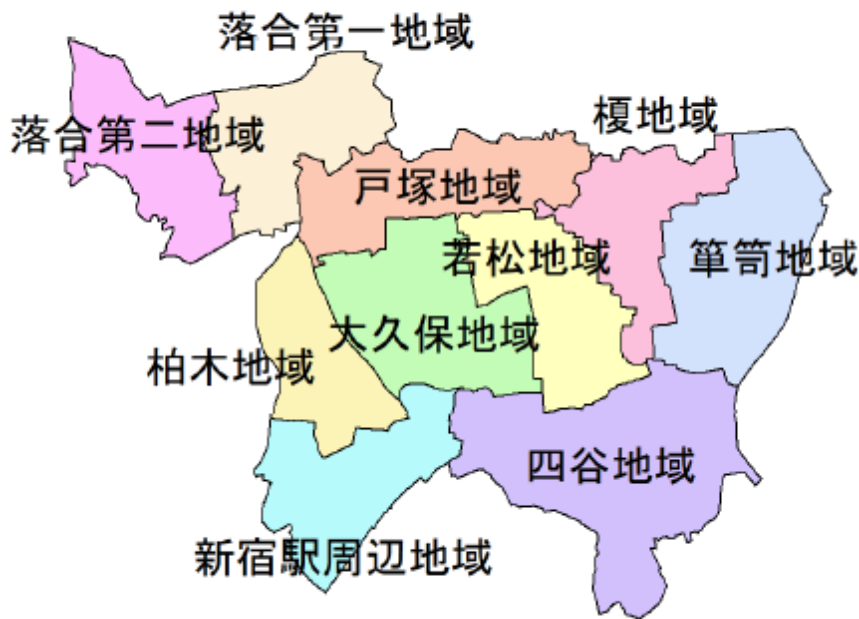 落合第一地域
榎地域
落合第二地域
戸塚地域
若松地域
箪笥地域
大久保地域
柏木地域
四谷地域
新宿駅周辺地域